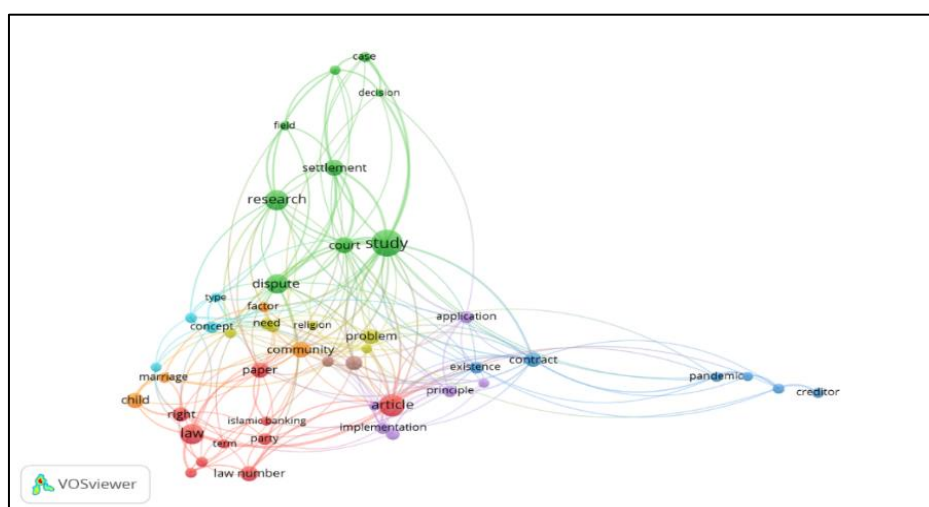 case
decision
field
settlement
research
court
study
dispute
type
factor
concept
need
religion
application
problem
community
existence
contract
marriage
paper
pandemic
creditor
child
principle
right
article
islamic banking
law
implementation
term
party
law number
VOSviewer